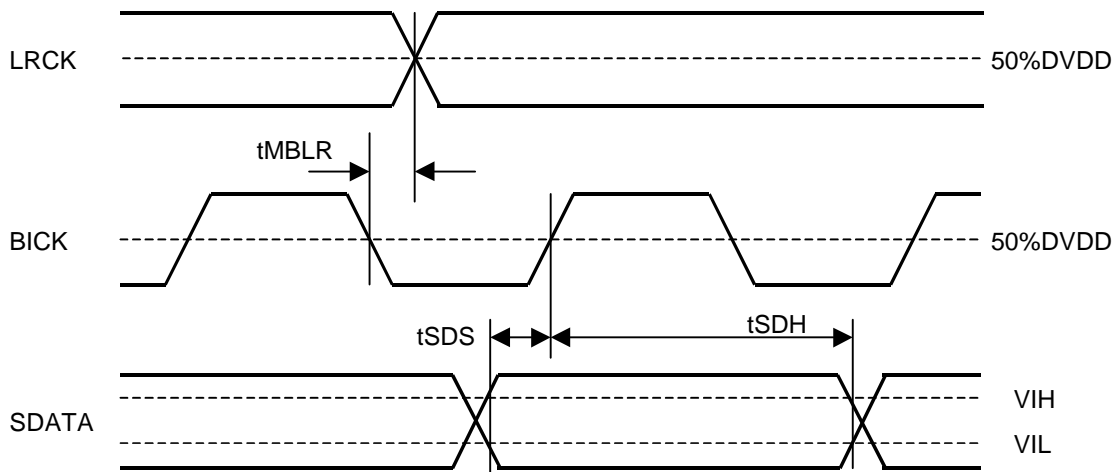 LRCK
50%DVDD
tMBLR
BICK
50%DVDD
tSDS
tSDH
SDATA
VIH
VIL